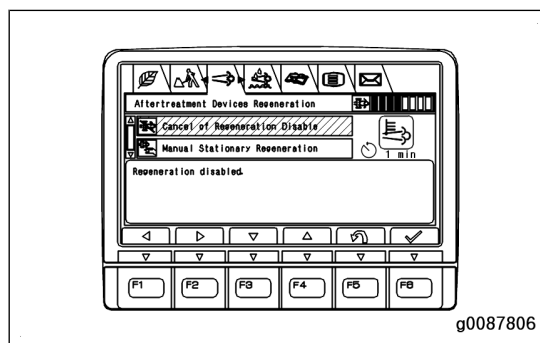 Aftertreatment Devices Regeneration
Cancel of Regeneration Disable
Manual Stationary Regeneration
1 min
Regeneration disabled.
F1 F2 F3 F4 F5 F6
g0087806